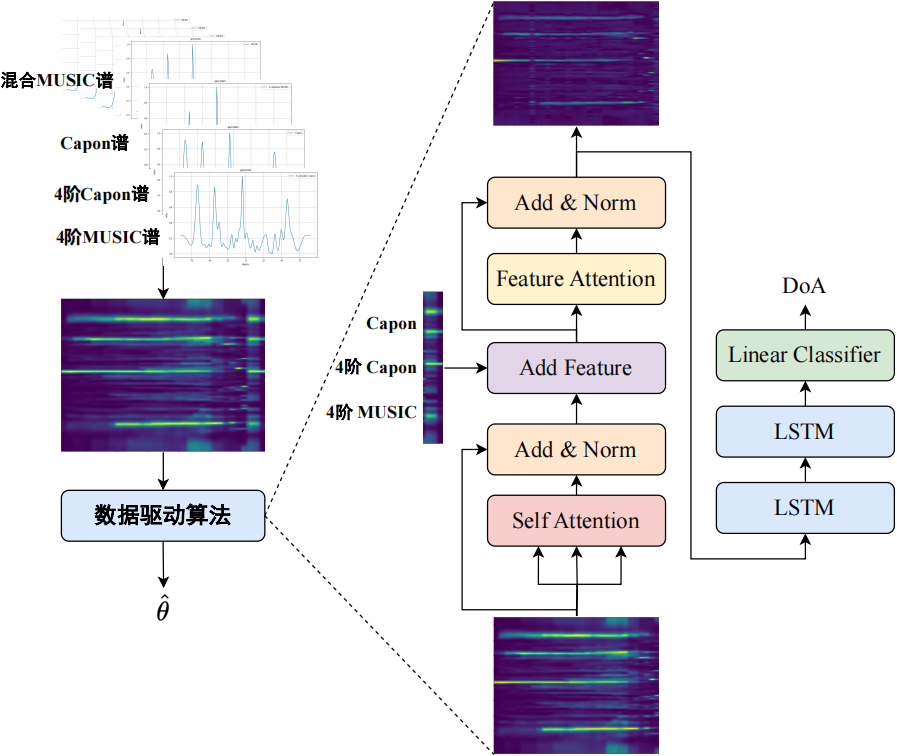 混合MUSIC谱
Capon谱
4阶Capon谱
4阶MUSIC谱
数据驱动算法
θ̂
Add & Norm
Feature Attention
Capon
4阶 Capon
4阶 MUSIC
Add Feature
Add & Norm
Self Attention
DoA
Linear Classifier
LSTM
LSTM